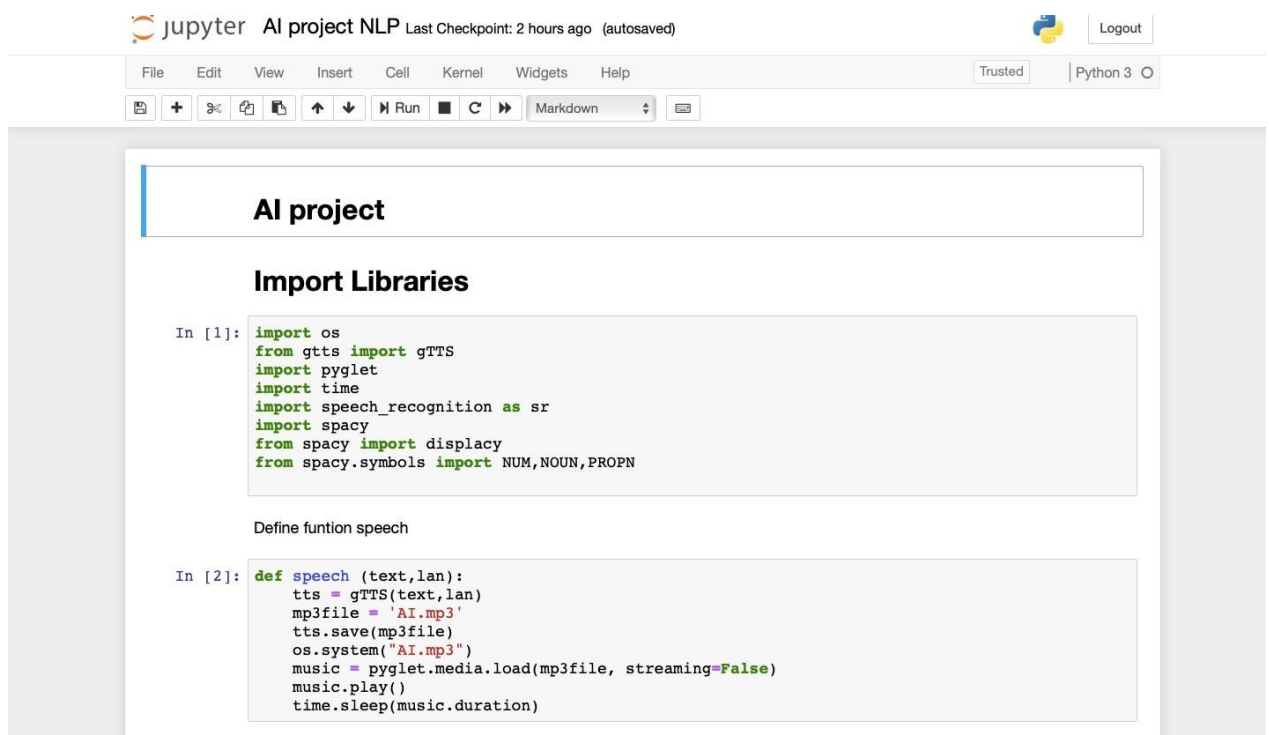 jupyter AI project NLP Last Checkpoint: 2 hours ago (autosaved) Logout
File Edit View Insert Cell Kernel Widgets Help Trusted Python 3
Run Markdown
AI project
Import Libraries
In [1]: import os
from gtts import gTTS
import pyglet
import time
import speech_recognition as sr
import spacy
from spacy import displacy
from spacy.symbols import NUM,NOUN,PROPN
Define funtion speech
In [2]: def speech (text,lan):
    tts = gTTS(text,lan)
    mp3file = 'AI.mp3'
    tts.save(mp3file)
    os.system("AI.mp3")
    music = pyglet.media.load(mp3file, streaming=False)
    music.play()
    time.sleep(music.duration)